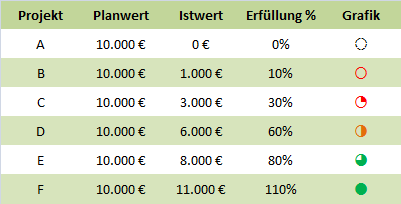 Projekt Planwert Istwert Erfüllung % Grafik
A 10.000 € 0 € 0%
B 10.000 € 1.000 € 10%
C 10.000 € 3.000 € 30%
D 10.000 € 6.000 € 60%
E 10.000 € 8.000 € 80%
F 10.000 € 11.000 € 110%